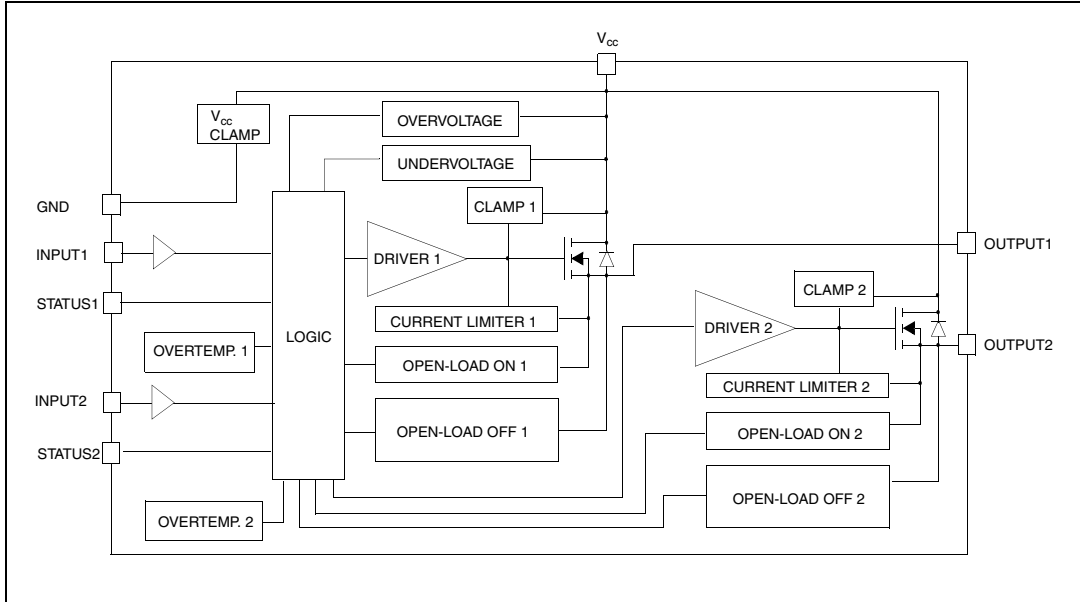 Vcc
Vcc
CLAMP
OVERVOLTAGE
UNDERVOLTAGE
GND
CLAMP 1
INPUT1
DRIVER 1
OUTPUT1
STATUS1
CLAMP 2
CURRENT LIMITER 1
DRIVER 2
LOGIC
OVERTEMP. 1
OUTPUT2
OPEN-LOAD ON 1
CURRENT LIMITER 2
INPUT2
OPEN-LOAD OFF 1
OPEN-LOAD ON 2
STATUS2
OPEN-LOAD OFF 2
OVERTEMP. 2